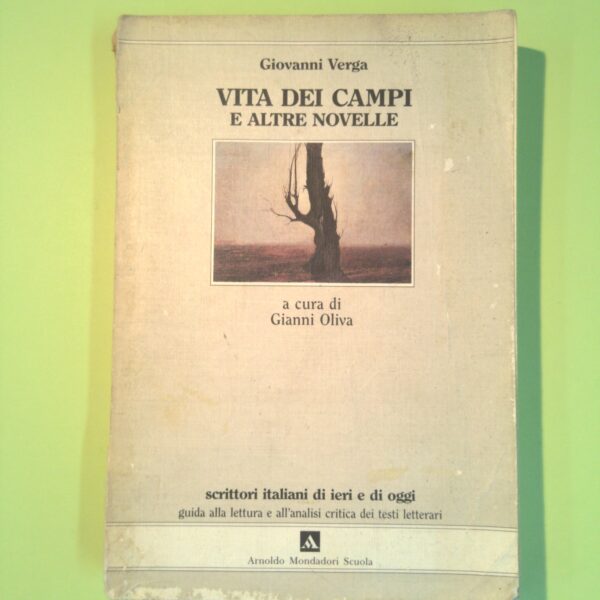 Giovanni Verga
VITA DEI CAMPI
E ALTRE NOVELLE
a cura di
Gianni Oliva
scrittori italiani di ieri e di oggi
guida alla lettura e all'analisi critica dei testi letterari
A
Arnoldo Mondadori Scuola